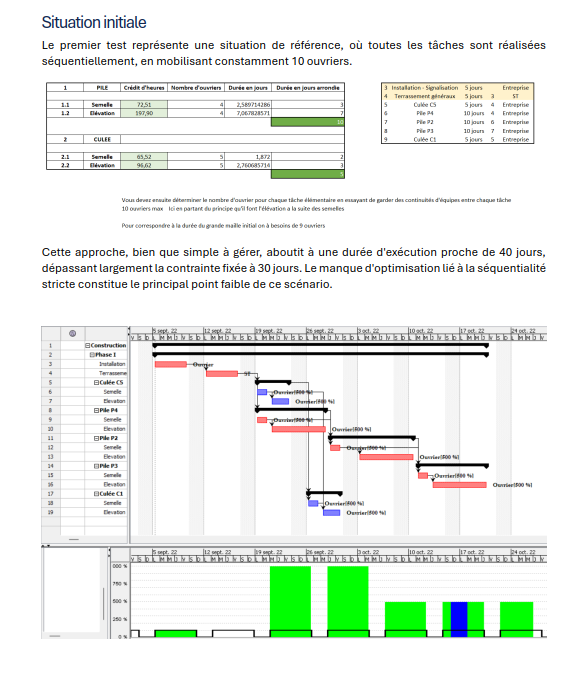 Situation initiale
Le premier test représente une situation de référence, où toutes les tâches sont réalisées
séquentiellement, en mobilisant constamment 10 ouvriers.
1 PILE Crédit d'heures Nombre d'ouvriers Durée en jours Durée en jours arrondie
1.1 Semelle 72,51 4 2,589714286 3
1.2 Elévation 197,90 4 7,067828571 7
10
2 CULEE
2.1 Semelle 65,52 5 1,872 2
2.2 Elévation 96,62 5 2,760685714 3
5
3 Installation - Signalisation 5 jours Entreprise
4 Terrassement généraux 5 jours 3 ST
5 Culée C5 5 jours 4 Entreprise
6 Pile P4 10 jours 4 Entreprise
7 Pile P2 10 jours 6 Entreprise
8 Pile P3 10 jours 7 Entreprise
9 Culée C1 5 jours 5 Entreprise
Vous devez ensuite déterminer le nombre d'ouvrier pour chaque tâche élementaire en essayant de garder des continuités d'équipes entre chaque tâche
10 ouvriers max Ici en partant du principe qu'il font l'élévation a la suite des semelles
Pour correspondre à la durée du grande maille initial on à besoins de 9 ouvriers
Cette approche, bien que simple à gérer, aboutit à une durée d'exécution proche de 40 jours,
dépassant largement la contrainte fixée à 30 jours. Le manque d'optimisation lié à la séquentialité
stricte constitue le principal point faible de ce scénario.
5 sept. 22 12 sept. 22 19 sept. 22 26 sept. 22 3 oct. 22 10 oct. 22 17 oct. 22 24 oct. 22
1 Construction
2 Phase 1
3 Installation Ouvrier
4 Terrasseme ST
5 Culée C5
6 Semelle Ouvrier[500 %]
7 Elevation Ouvrier[500 %]
8 Pile P4
9 Semelle Ouvrier[500 %]
10 Elevation
11 Pile P2
12 Semelle Ouvrier[500 %]
13 Elevation Ouvrier[500 %]
14 Pile P3
15 Semelle Ouvrier[500 %]
16 Elevation Ouvrier[500 %]
17 Culée C1
18 Semelle Ouvrier[500 %]
19 Elevation Ouvrier[500 %]
5 sept. 22 12 sept. 22 19 sept. 22 26 sept. 22 3 oct. 22 10 oct. 22 17 oct. 22 24 oct. 22
000 %
750 %
500 %
250 %
0 %